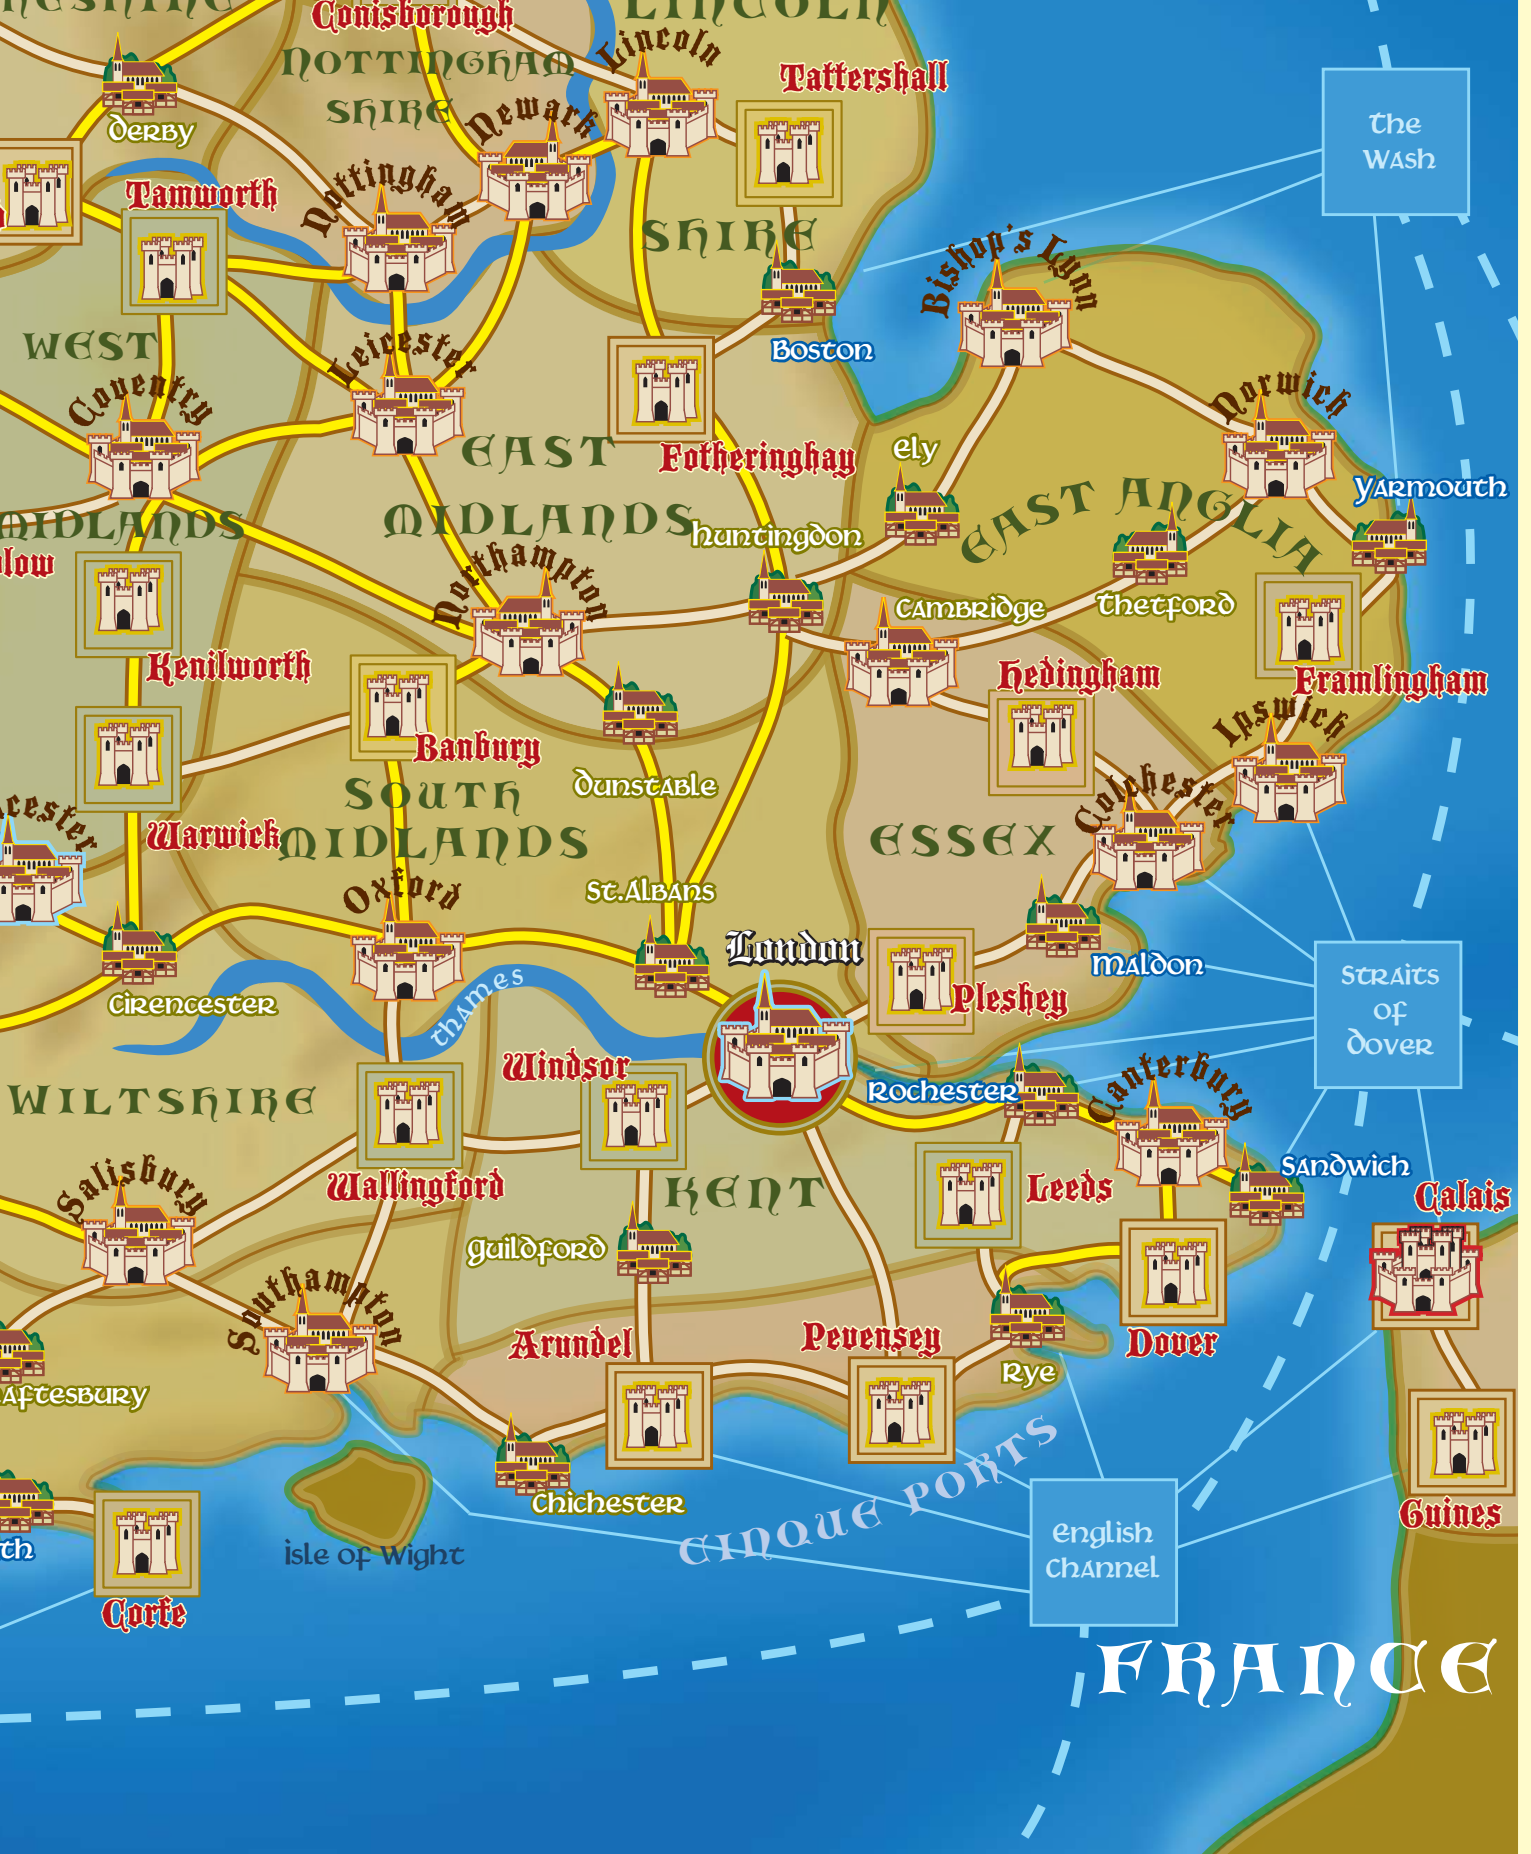 Conisborough
LINCOLN
NOTTINGHAM
SHIRE
Lincoln
Tattershall
The
Wash
Derby
Newark
Tamworth
Nottingham
SHIRE
Bishop's Lynn
WEST
Leicester
Boston
Coventry
Norwich
EAST
Fotheringhay
Ely
Yarmouth
MIDLANDS
MIDLANDS
Huntingdon
EAST ANGLIA
Northampton
Cambridge
Thetford
Kenilworth
Hedingham
Framlingham
Ipswich
Banbury
Dunstable
SOUTH
MIDLANDS
Colchester
Warwick
ESSEX
Oxford
St. Albans
London
Maldon
Straits
of
Dover
Cirencester
Thames
Pleshey
WILTSHIRE
Windsor
Rochester
Canterbury
Salisbury
Wallingford
KENT
Leeds
Sandwich
Calais
Guildford
Southampton
Arundel
Pevensey
Dover
Rye
Chichester
CINQUE PORTS
Guines
Isle of Wight
English
Channel
Corfe
FRANCE